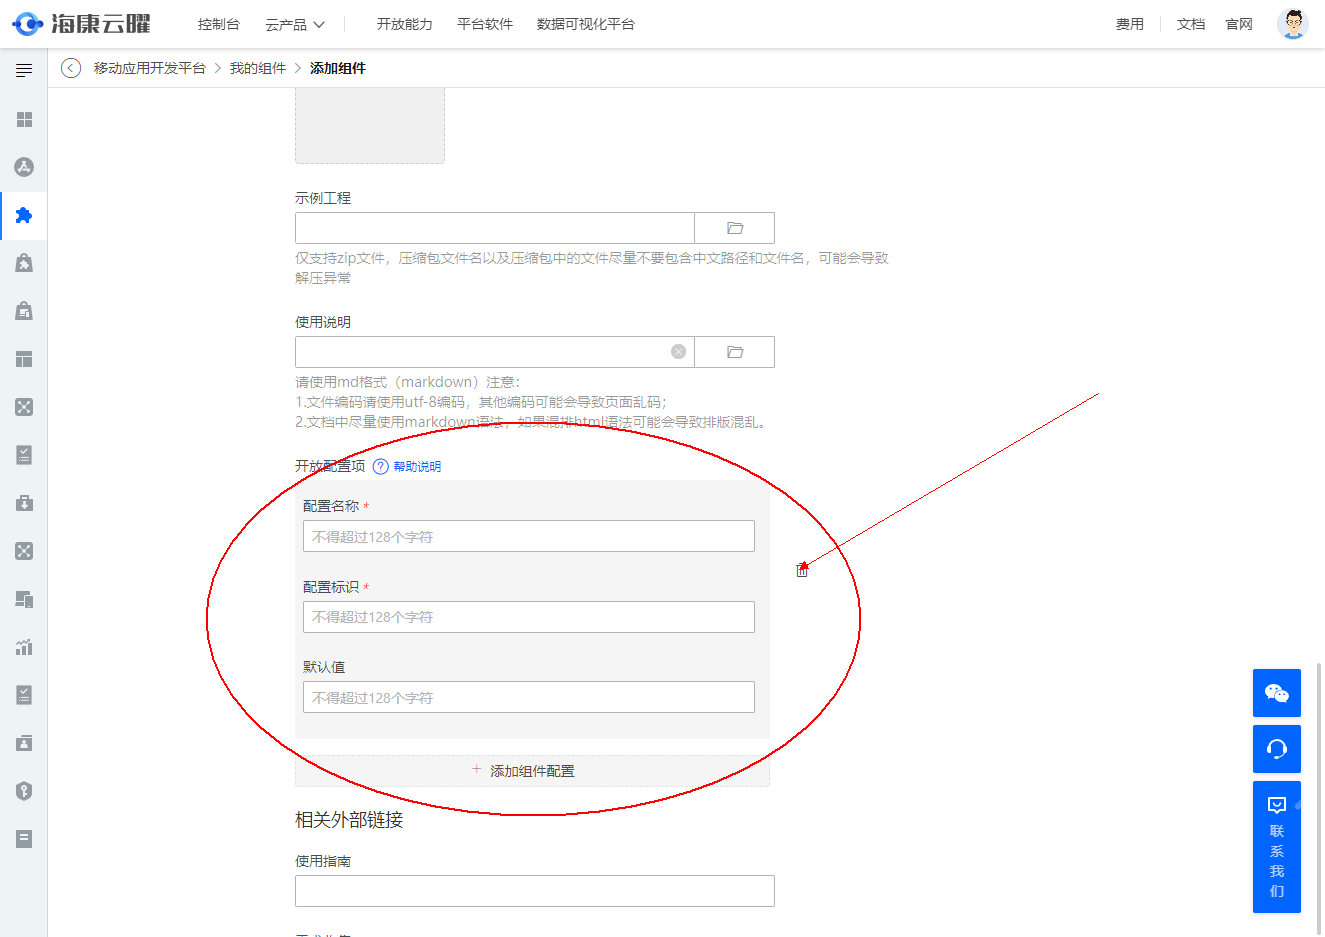 海康云曜 控制台 云产品 开放能力 平台软件 数据可视化平台 费用 文档 官网
移动应用开发平台 > 我的组件 > 添加组件
示例工程
仅支持zip文件，压缩包文件名以及压缩包中的文件尽量不要包含中文路径和文件名，可能会导致
解压异常
使用说明
请使用md格式（markdown）注意：
1.文件编码请使用utf-8编码，其他编码可能会导致页面乱码；
2.文档中尽量使用markdown语法，如果混排html语法可能会导致排版混乱。
开放配置项 ? 帮助说明
配置名称 *
不得超过128个字符
配置标识 *
不得超过128个字符
默认值
不得超过128个字符
+ 添加组件配置
相关外部链接
使用指南
联
系
我
们